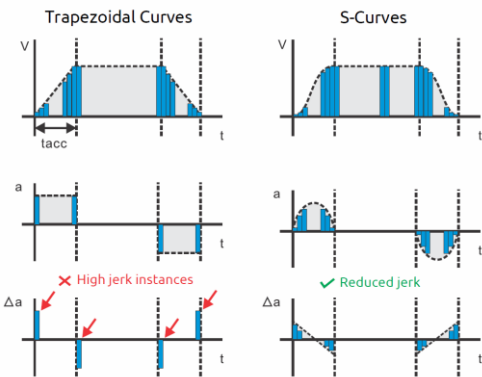 Trapezoidal Curves
S-Curves
V
t
tacc
V
t
a
t
a
t
High jerk instances
Reduced jerk
Δa
t
Δa
t